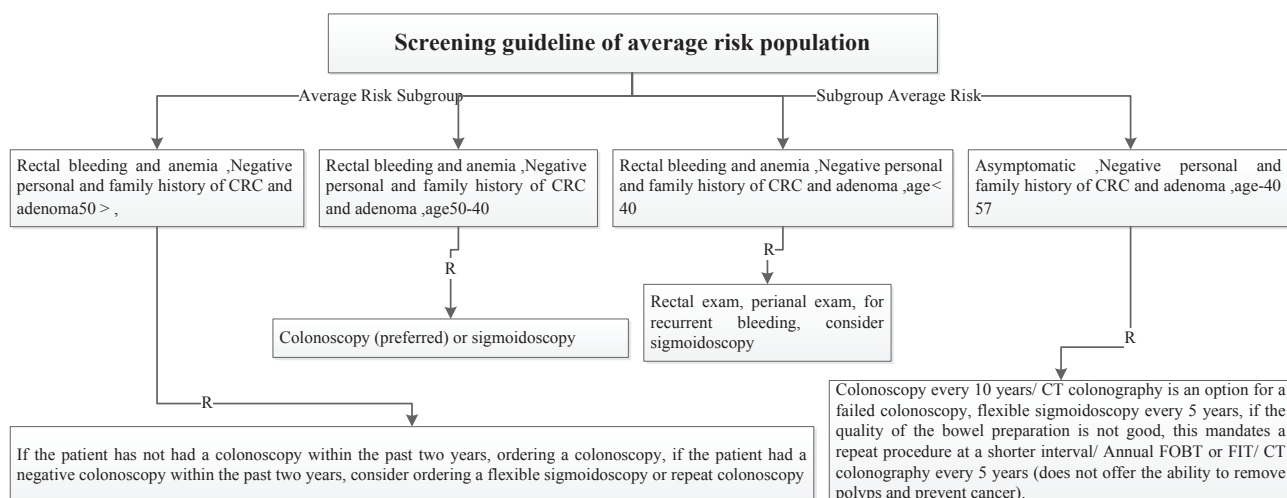 Screening guideline of average risk population
Average Risk Subgroup
Subgroup Average Risk
Rectal bleeding and anemia ,Negative
personal and family history of CRC and
adenoma50 > ,
Rectal bleeding and anemia ,Negative
personal and family history of CRC
and adenoma ,age50-40
Rectal bleeding and anemia ,Negative personal
and family history of CRC and adenoma ,age<
40
Asymptomatic ,Negative personal and
family history of CRC and adenoma ,age-40
57
R
R
R
R
Colonoscopy (preferred) or sigmoidoscopy
Rectal exam, perianal exam, for
recurrent bleeding, consider
sigmoidoscopy
If the patient has not had a colonoscopy within the past two years, ordering a colonoscopy, if the patient had a
negative colonoscopy within the past two years, consider ordering a flexible sigmoidoscopy or repeat colonoscopy
Colonoscopy every 10 years/ CT colonography is an option for a
failed colonoscopy, flexible sigmoidoscopy every 5 years, if the
quality of the bowel preparation is not good, this mandates a
repeat procedure at a shorter interval/ Annual FOBT or FIT/ CT
colonography every 5 years (does not offer the ability to remove
polyps and prevent cancer).